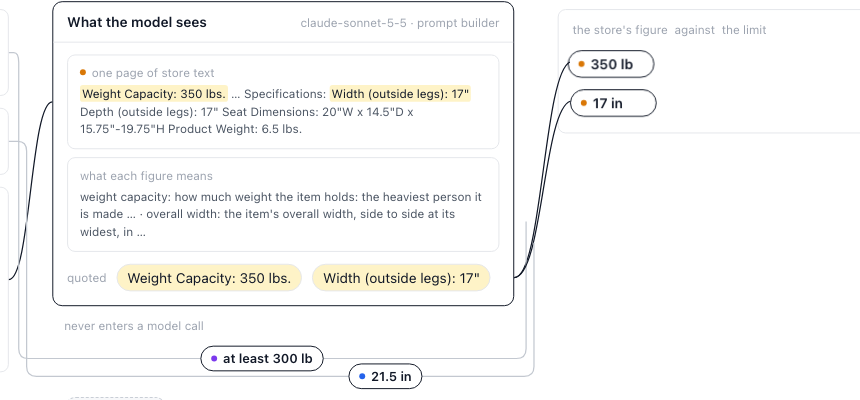 What the model sees
claude-sonnet-5-5 · prompt builder
one page of store text
Weight Capacity: 350 lbs. ... Specifications: Width (outside legs): 17"
Depth (outside legs): 17" Seat Dimensions: 20"W x 14.5"D x
15.75"-19.75"H Product Weight: 6.5 lbs.
what each figure means
weight capacity: how much weight the item holds: the heaviest person it
is made ... · overall width: the item's overall width, side to side at its
widest, in ...
quoted
Weight Capacity: 350 lbs.
Width (outside legs): 17"
never enters a model call
at least 300 lb
21.5 in
the store's figure against the limit
350 lb
17 in